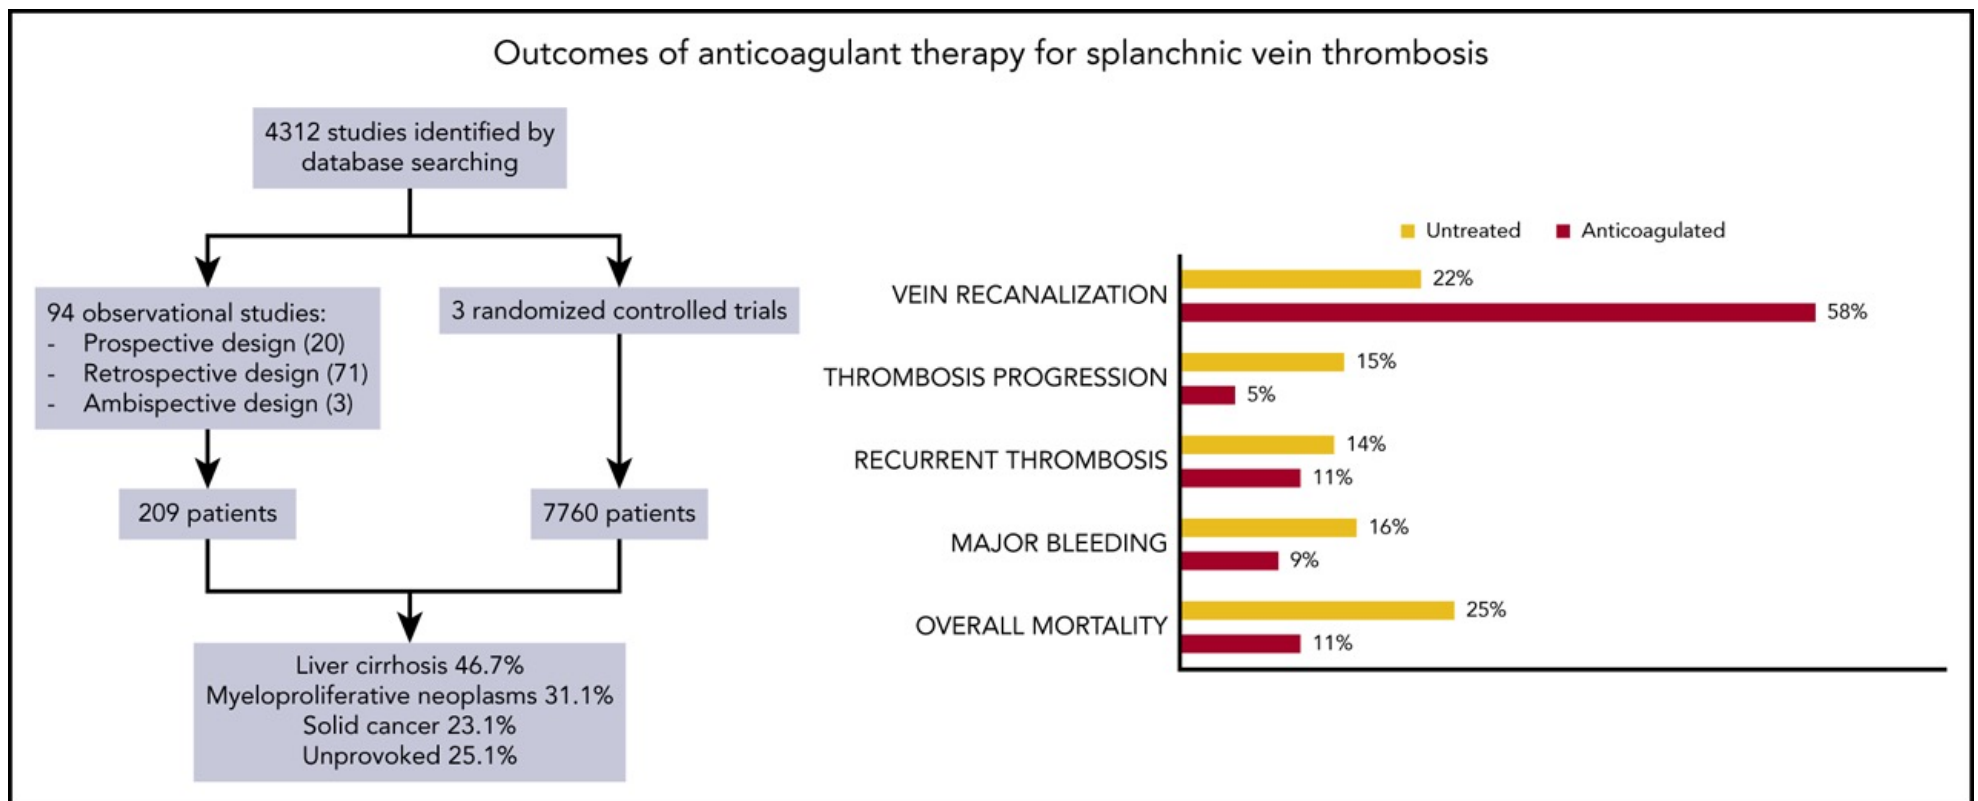 Outcomes of anticoagulant therapy for splanchnic vein thrombosis
4312 studies identified by
database searching
94 observational studies:
- Prospective design (20)
- Retrospective design (71)
- Ambispective design (3)
3 randomized controlled trials
209 patients
7760 patients
Liver cirrhosis 46.7%
Myeloproliferative neoplasms 31.1%
Solid cancer 23.1%
Unprovoked 25.1%
Untreated
Anticoagulated
VEIN RECANALIZATION
22%
58%
THROMBOSIS PROGRESSION
15%
5%
RECURRENT THROMBOSIS
14%
11%
MAJOR BLEEDING
16%
9%
OVERALL MORTALITY
25%
11%